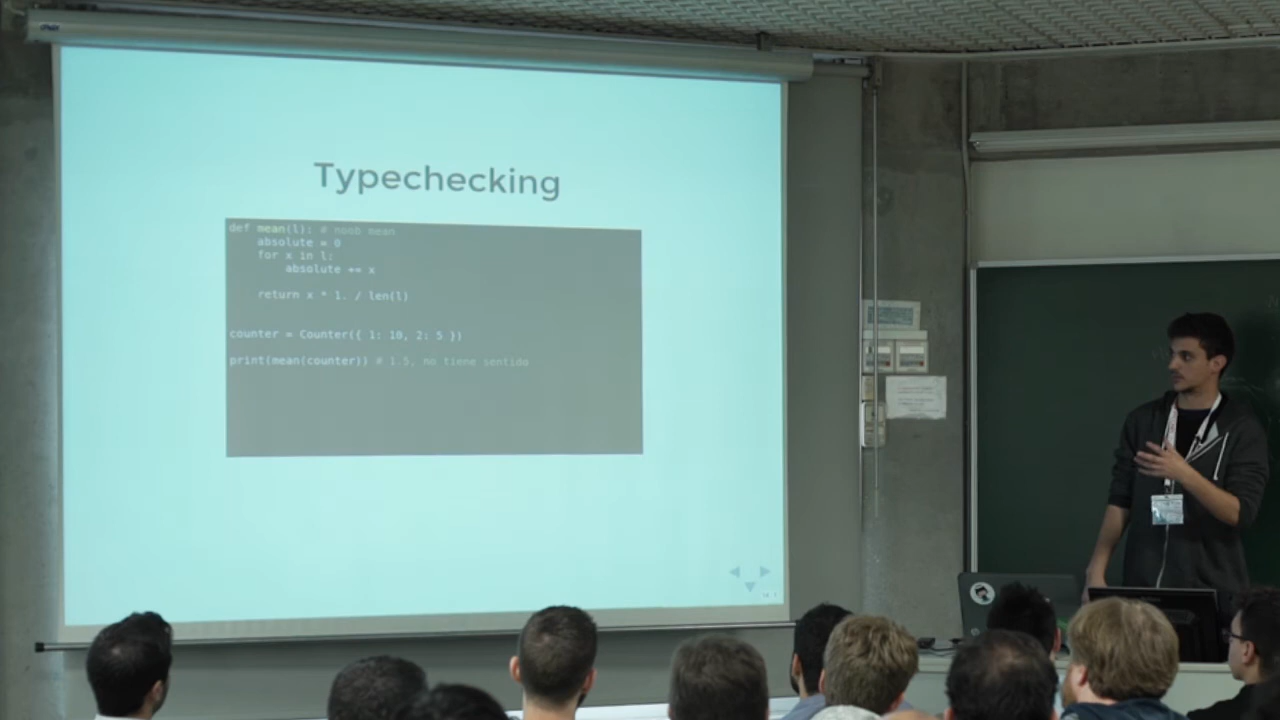 Typechecking
def mean(l): # noob mean
    absolute = 0
    for x in l:
        absolute += x
    return x * 1. / len(l)
counter = Counter({ 1: 10, 2: 5 })
print(mean(counter)) # 1.5, no tiene sentido